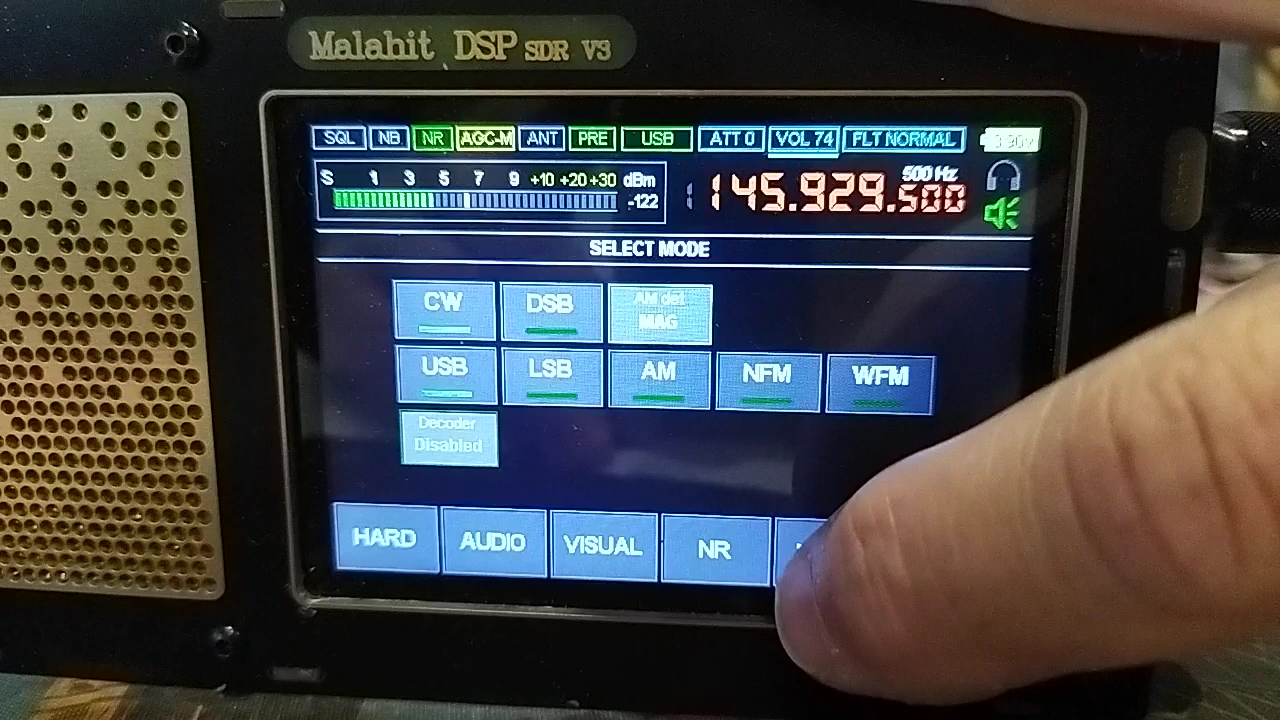 Malahit DSP SDR V3
SQL NB NR AGC-M ANT PRE USB ATT 0 VOL 74 FLT NORMAL 3.90V
S 1 3 5 7 9 +10 +20 +30 dBm
-122
500 Hz
145.929.500
SELECT MODE
CW DSB AM det MAG
USB LSB AM NFM WFM
Decoder
Disabled
HARD AUDIO VISUAL NR